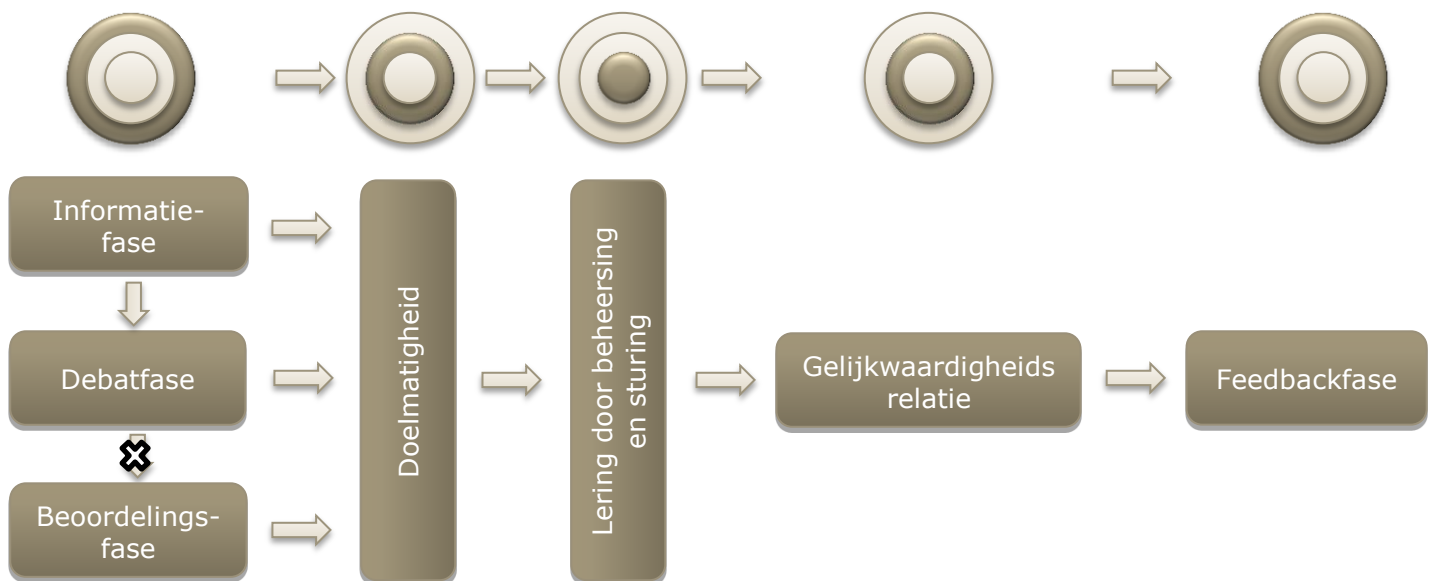 Informatie-
fase
Debatfase
Beoordelings-
fase
Doelmatigheid
Lering door beheersing
en sturing
Gelijkwaardigheids
relatie
Feedbackfase